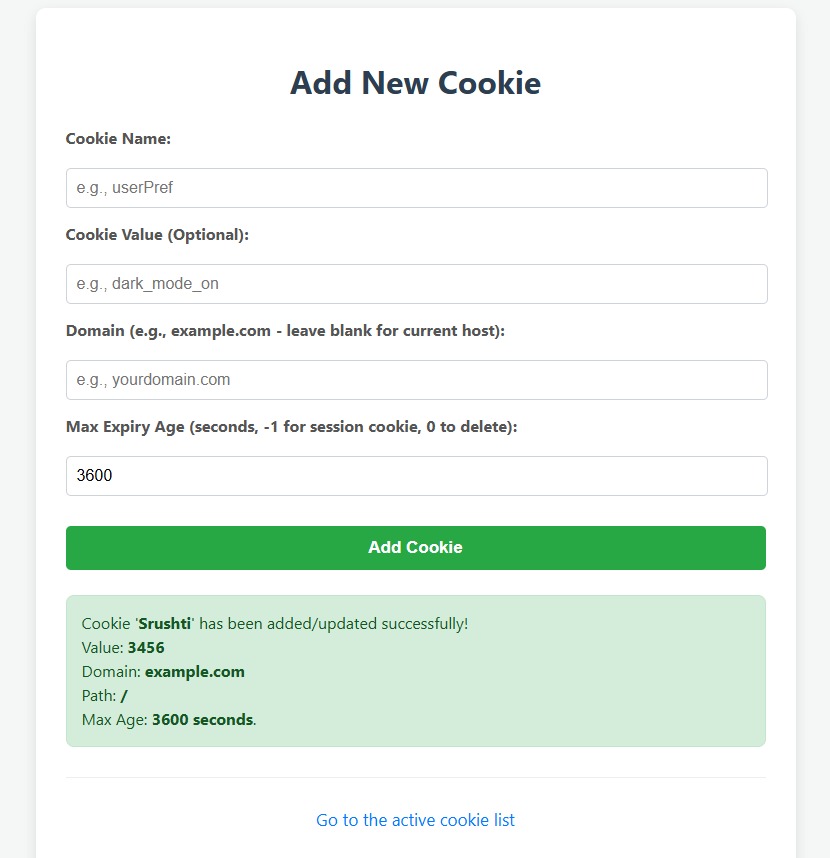 Add New Cookie
Cookie Name:
e.g., userPref
Cookie Value (Optional):
e.g., dark_mode_on
Domain (e.g., example.com - leave blank for current host):
e.g., yourdomain.com
Max Expiry Age (seconds, -1 for session cookie, 0 to delete):
3600
Add Cookie
Cookie 'Srushti' has been added/updated successfully!
Value: 3456
Domain: example.com
Path: /
Max Age: 3600 seconds.
Go to the active cookie list